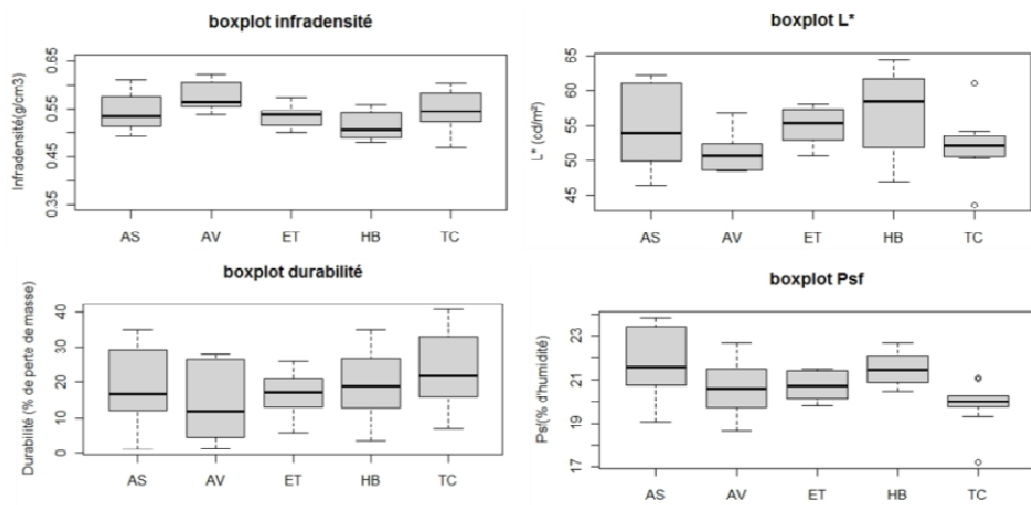 boxplot infradensité
Infradensité(g/cm3)
0.65
0.55
0.45
0.35
AS AV ET HB TC
boxplot L*
L* (cd/m²)
65
60
55
50
45
AS AV ET HB TC
boxplot durabilité
Durabilité (% de perte de masse)
40
30
20
10
0
AS AV ET HB TC
boxplot Psf
Psf(% d'humidité)
23
21
19
17
AS AV ET HB TC